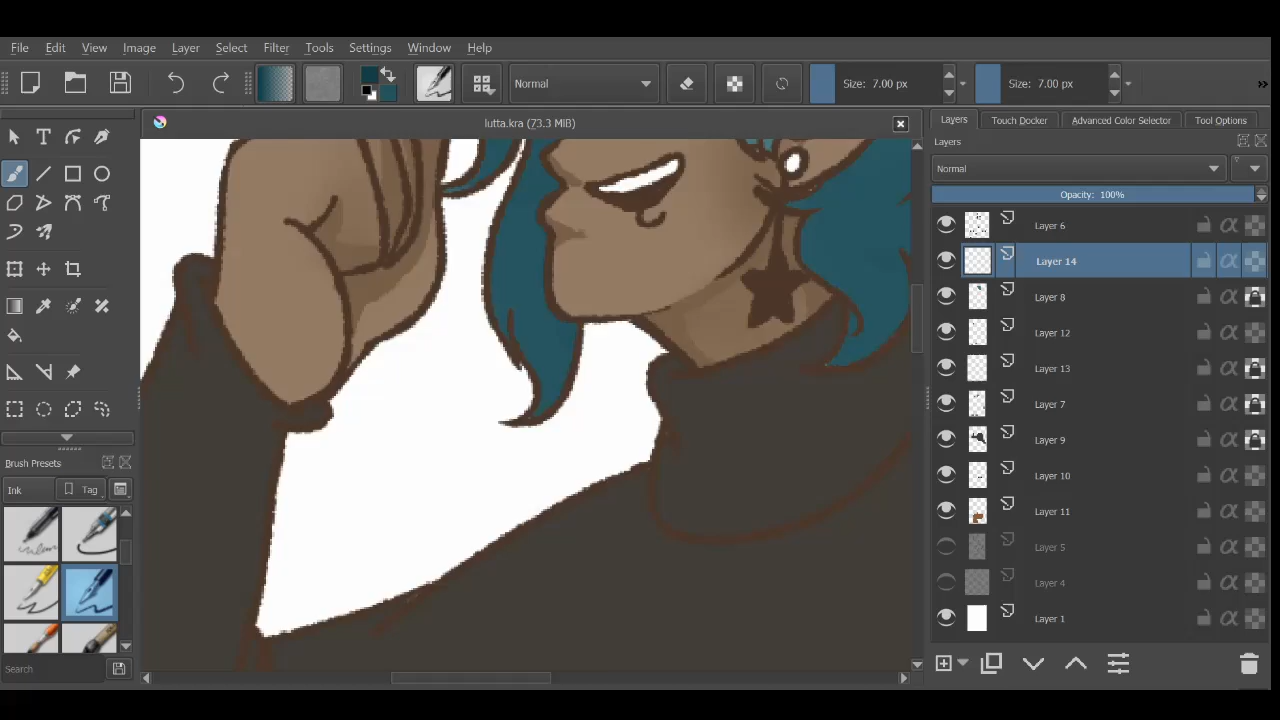 File Edit View Image Layer Select Filter Tools Settings Window Help
Normal
Size: 7.00 px
Size: 7.00 px
»
lutta.kra (73.3 MiB)
Layers Touch Docker Advanced Color Selector Tool Options
Layers
Normal
Opacity: 100%
Layer 6
Layer 14
Layer 8
Layer 12
Layer 13
Layer 7
Layer 9
Layer 10
Layer 11
Layer 5
Layer 4
Layer 1
Brush Presets
Ink
Tag
Search